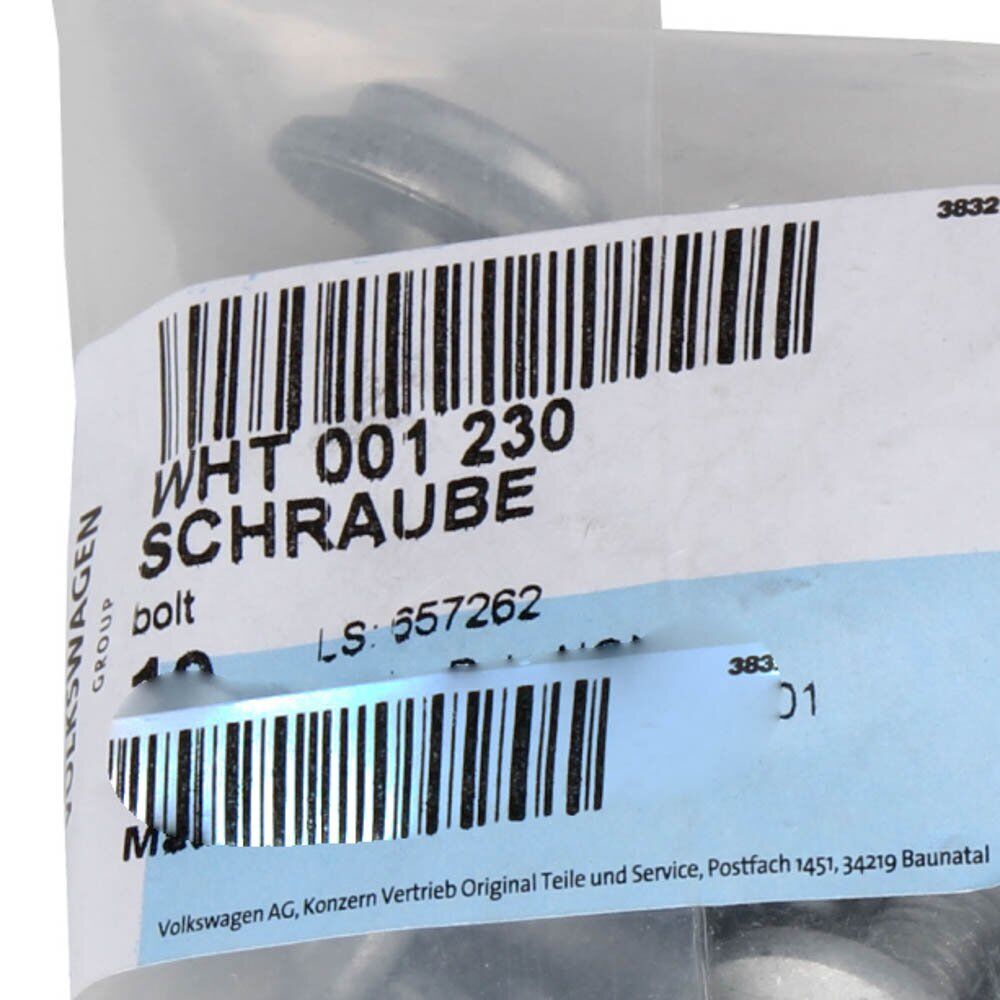 3832
WHT 001 230
SCHRAUBE
bolt
LS: 657262
383
01
Volkswagen AG, Konzern Vertrieb Original Teile und Service, Postfach 1451, 34219 Baunatal
VOLKSWAGEN
GROUP